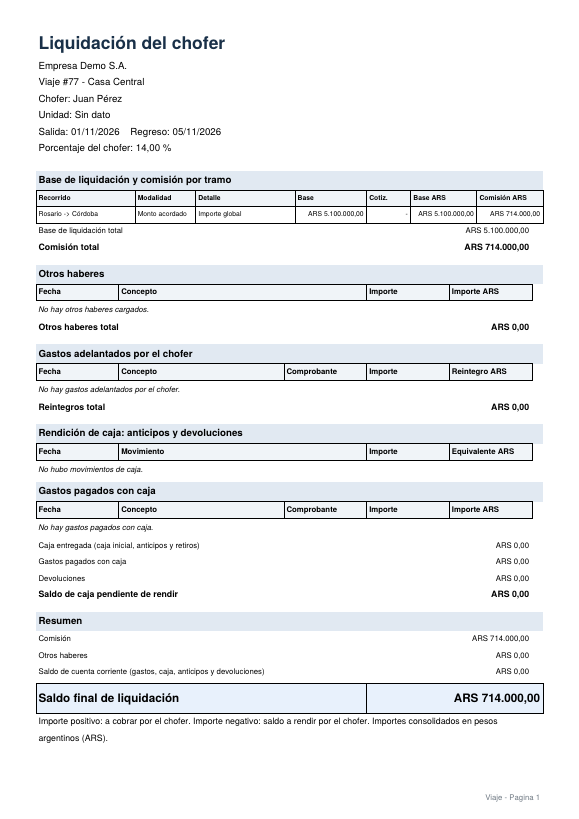 Liquidación del chofer
Empresa Demo S.A.
Viaje #77 - Casa Central
Chofer: Juan Pérez
Unidad: Sin dato
Salida: 01/11/2026    Regreso: 05/11/2026
Porcentaje del chofer: 14,00 %
Base de liquidación y comisión por tramo
Recorrido Modalidad Detalle Base Cotiz. Base ARS Comisión ARS
Rosario -> Córdoba Monto acordado Importe global ARS 5.100.000,00 - ARS 5.100.000,00 ARS 714.000,00
Base de liquidación total ARS 5.100.000,00
Comisión total ARS 714.000,00
Otros haberes
Fecha Concepto Importe Importe ARS
No hay otros haberes cargados.
Otros haberes total ARS 0,00
Gastos adelantados por el chofer
Fecha Concepto Comprobante Importe Reintegro ARS
No hay gastos adelantados por el chofer.
Reintegros total ARS 0,00
Rendición de caja: anticipos y devoluciones
Fecha Movimiento Importe Equivalente ARS
No hubo movimientos de caja.
Gastos pagados con caja
Fecha Concepto Comprobante Importe Importe ARS
No hay gastos pagados con caja.
Caja entregada (caja inicial, anticipos y retiros) ARS 0,00
Gastos pagados con caja ARS 0,00
Devoluciones ARS 0,00
Saldo de caja pendiente de rendir ARS 0,00
Resumen
Comisión ARS 714.000,00
Otros haberes ARS 0,00
Saldo de cuenta corriente (gastos, caja, anticipos y devoluciones) ARS 0,00
Saldo final de liquidación ARS 714.000,00
Importe positivo: a cobrar por el chofer. Importe negativo: saldo a rendir por el chofer. Importes consolidados en pesos
argentinos (ARS).
Viaje - Pagina 1